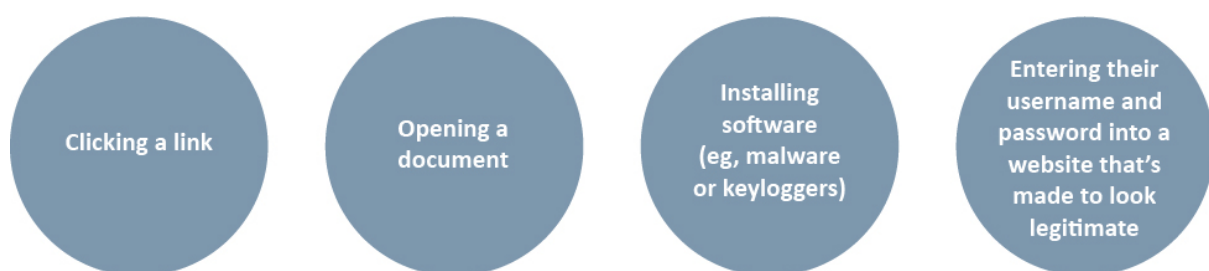 Clicking a link
Opening a
document
Installing
software
(eg, malware
or keyloggers)
Entering their
username and
password into a
website that’s
made to look
legitimate